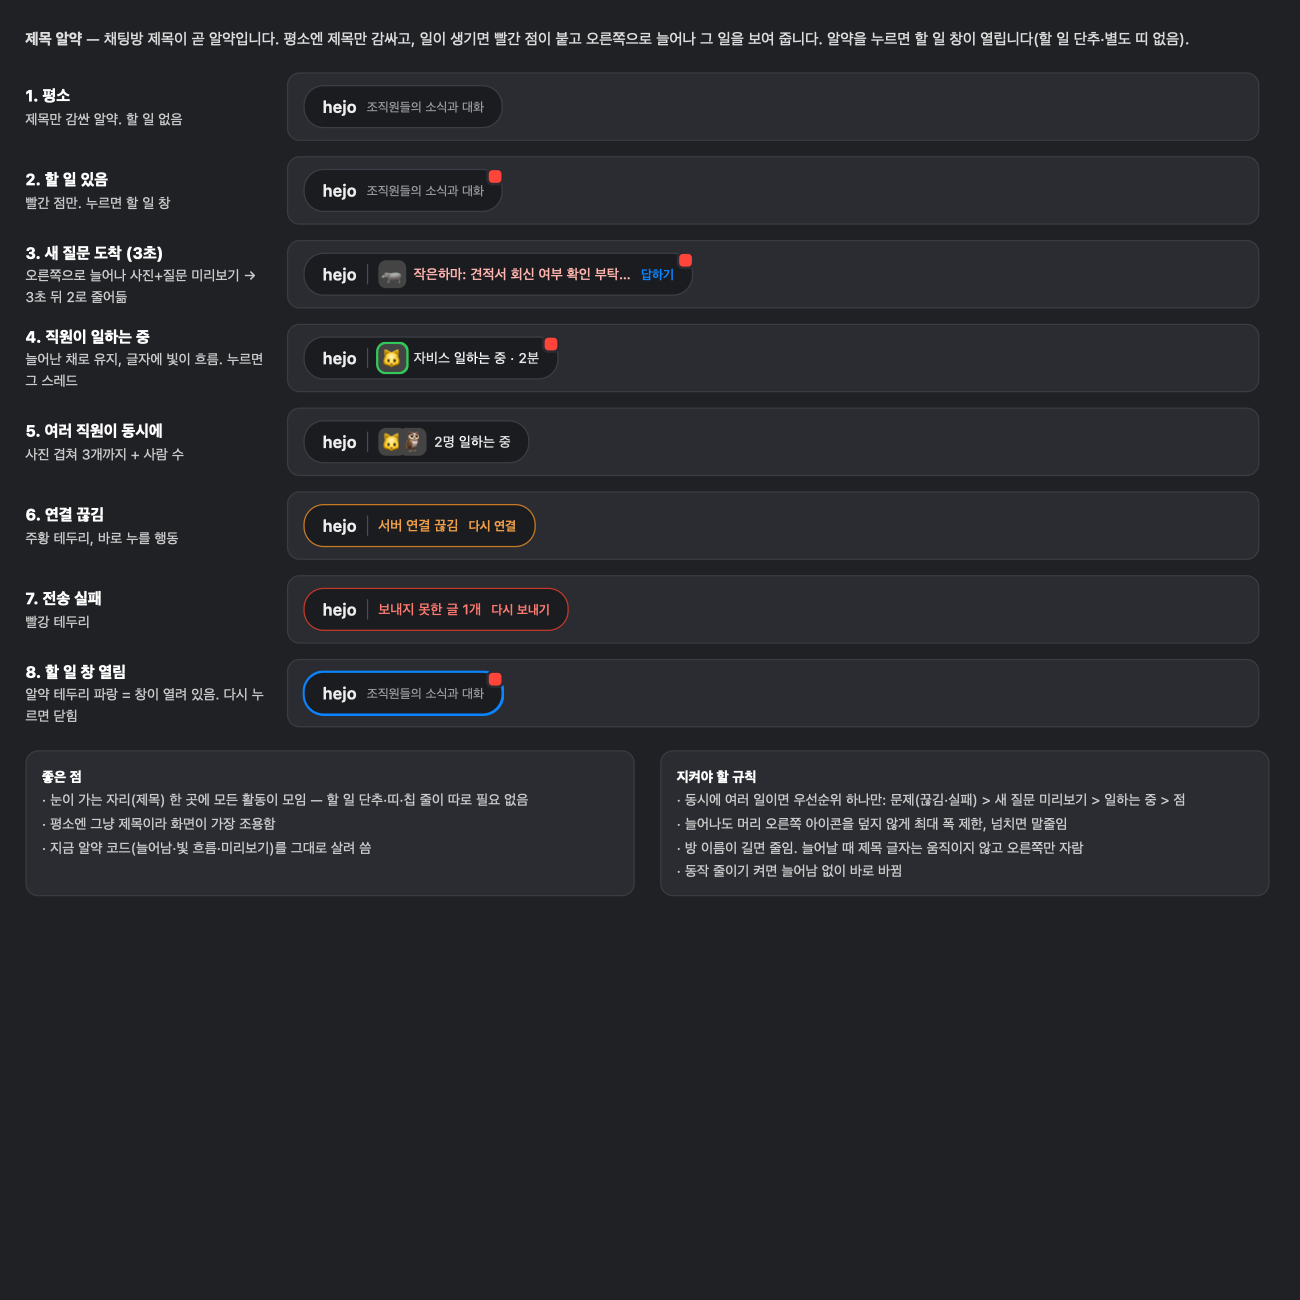 제목 알약 — 채팅방 제목이 곧 알약입니다. 평소엔 제목만 감싸고, 일이 생기면 빨간 점이 붙고 오른쪽으로 늘어나 그 일을 보여 줍니다. 알약을 누르면 할 일 창이 열립니다(할 일 단추·별도 띠 없음).
1. 평소
제목만 감싼 알약. 할 일 없음
hejo 조직원들의 소식과 대화
2. 할 일 있음
빨간 점만. 누르면 할 일 창
hejo 조직원들의 소식과 대화
3. 새 질문 도착 (3초)
오른쪽으로 늘어나 사진+질문 미리보기 →
3초 뒤 2로 줄어듦
hejo 작은하마: 견적서 회신 여부 확인 부탁… 답하기
4. 직원이 일하는 중
늘어난 채로 유지, 글자에 빛이 흐름. 누르면
그 스레드
hejo 자비스 일하는 중 · 2분
5. 여러 직원이 동시에
사진 겹쳐 3개까지 + 사람 수
hejo 2명 일하는 중
6. 연결 끊김
주황 테두리, 바로 누를 행동
hejo 서버 연결 끊김 다시 연결
7. 전송 실패
빨강 테두리
hejo 보내지 못한 글 1개 다시 보내기
8. 할 일 창 열림
알약 테두리 파랑 = 창이 열려 있음. 다시 누
르면 닫힘
hejo 조직원들의 소식과 대화
좋은 점
· 눈이 가는 자리(제목) 한 곳에 모든 활동이 모임 — 할 일 단추·띠·칩 줄이 따로 필요 없음
· 평소엔 그냥 제목이라 화면이 가장 조용함
· 지금 알약 코드(늘어남·빛 흐름·미리보기)를 그대로 살려 씀
지켜야 할 규칙
· 동시에 여러 일이면 우선순위 하나만: 문제(끊김·실패) > 새 질문 미리보기 > 일하는 중 > 점
· 늘어나도 머리 오른쪽 아이콘을 덮지 않게 최대 폭 제한, 넘치면 말줄임
· 방 이름이 길면 줄임. 늘어날 때 제목 글자는 움직이지 않고 오른쪽만 자람
· 동작 줄이기 켜면 늘어남 없이 바로 바뀜